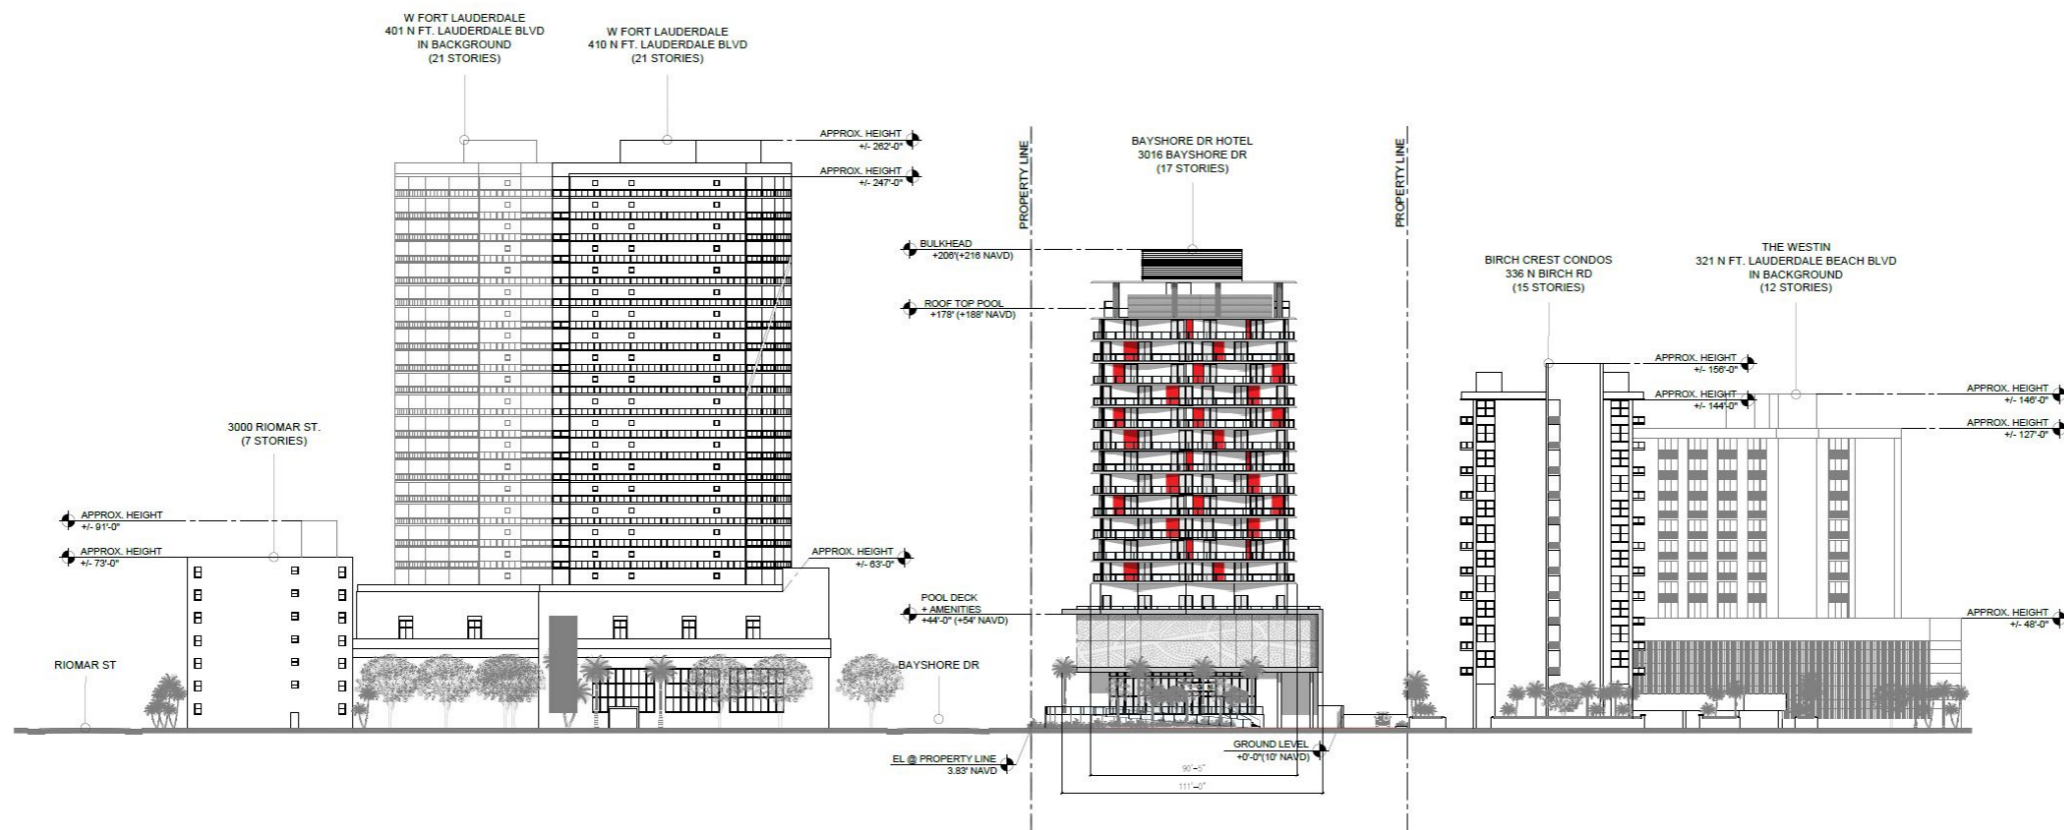 W FORT LAUDERDALE
401 N FT. LAUDERDALE BLVD
IN BACKGROUND
(21 STORIES)
W FORT LAUDERDALE
410 N FT. LAUDERDALE BLVD
(21 STORIES)
APPROX. HEIGHT
+/- 262'-0"
APPROX. HEIGHT
+/- 247'-0"
PROPERTY LINE
BAYSHORE DR HOTEL
3016 BAYSHORE DR
(17 STORIES)
PROPERTY LINE
BULKHEAD
+206'(+216 NAVD)
ROOF TOP POOL
+178' (+188' NAVD)
BIRCH CREST CONDOS
336 N BIRCH RD
(15 STORIES)
THE WESTIN
321 N FT. LAUDERDALE BEACH BLVD
IN BACKGROUND
(12 STORIES)
APPROX. HEIGHT
+/- 156'-0"
APPROX. HEIGHT
+/- 144'-0"
APPROX. HEIGHT
+/- 146'-0"
APPROX. HEIGHT
+/- 127'-0"
3000 RIOMAR ST.
(7 STORIES)
APPROX. HEIGHT
+/- 91'-0"
APPROX. HEIGHT
+/- 73'-0"
APPROX. HEIGHT
+/- 63'-0"
POOL DECK
+ AMENITIES
+44'-0" (+54' NAVD)
APPROX. HEIGHT
+/- 48'-0"
RIOMAR ST
BAYSHORE DR
EL @ PROPERTY LINE
3.83' NAVD
GROUND LEVEL
+0'-0"(10' NAVD)
90'-5"
111'-0"